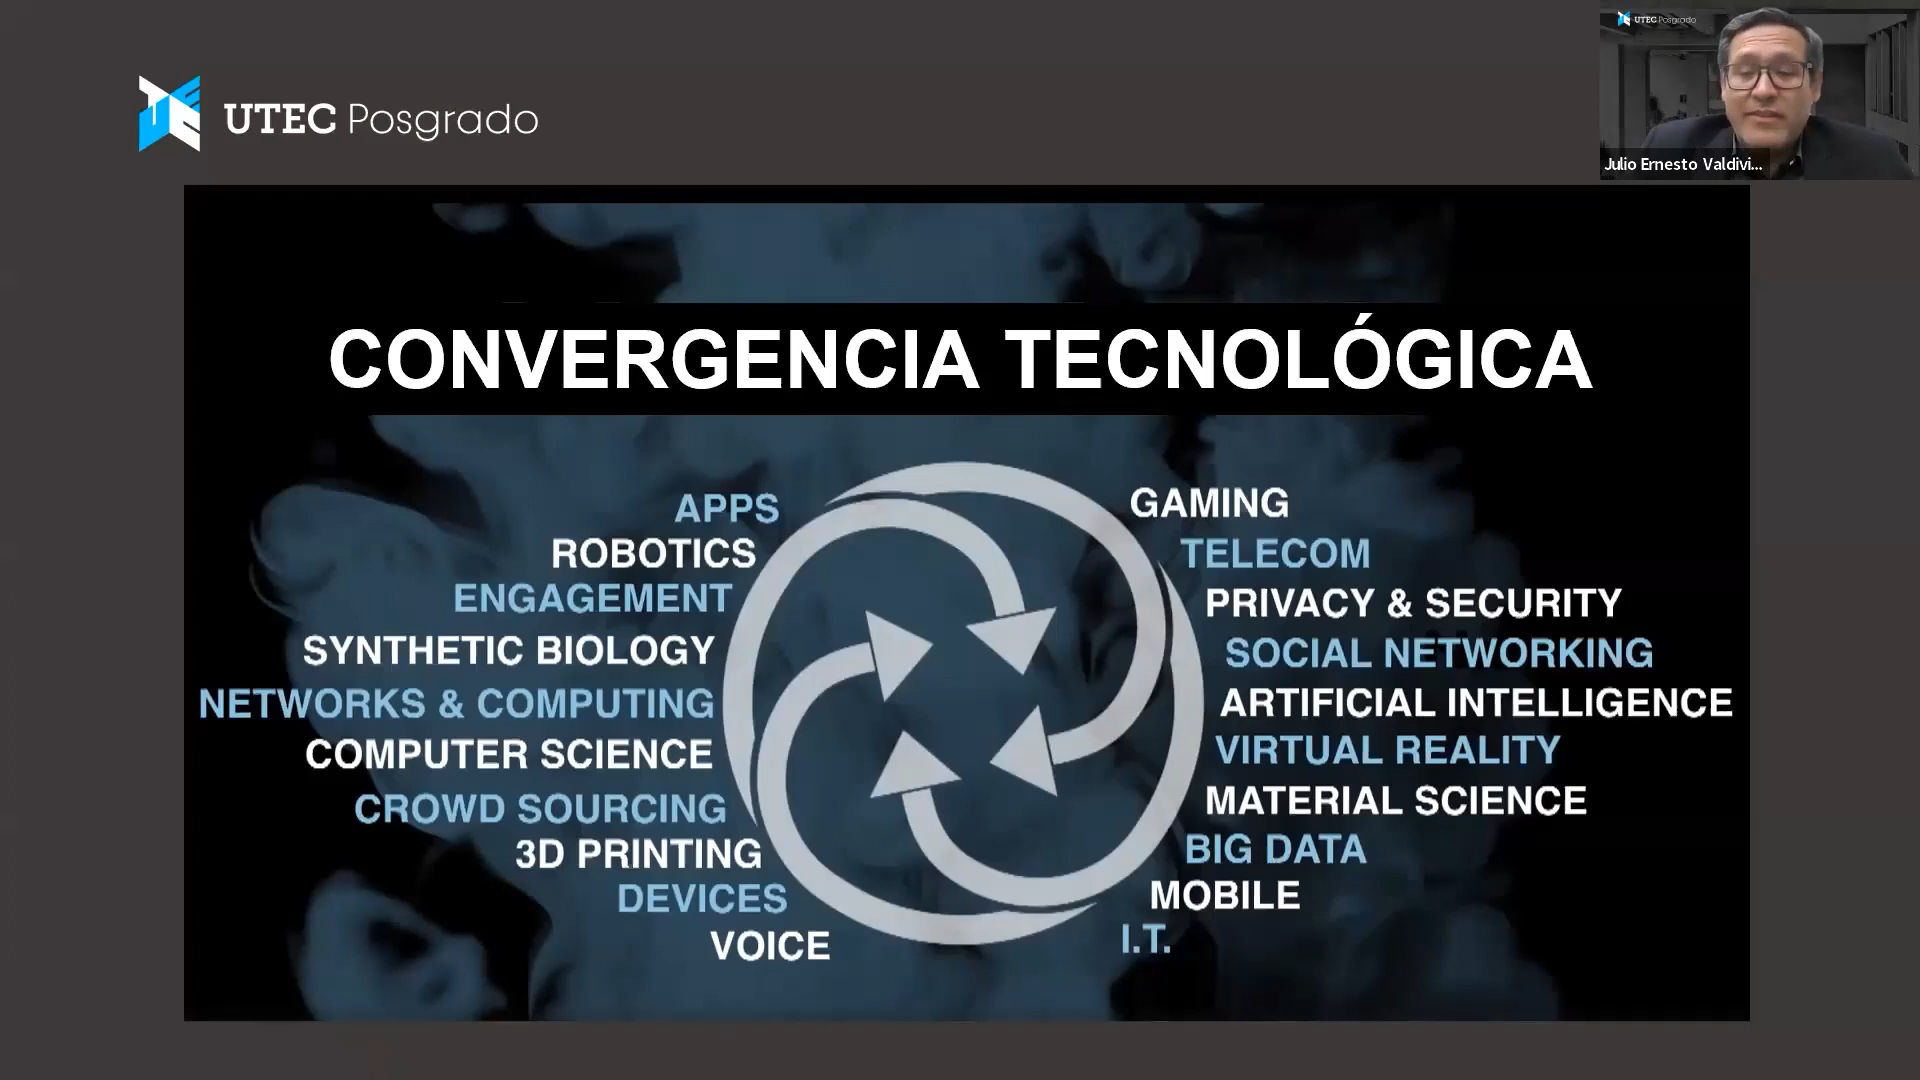 UTEC Posgrado
UTEC Posgrado
Julio Ernesto Valdivi...
CONVERGENCIA TECNOLÓGICA
APPS
ROBOTICS
ENGAGEMENT
SYNTHETIC BIOLOGY
NETWORKS & COMPUTING
COMPUTER SCIENCE
CROWD SOURCING
3D PRINTING
DEVICES
VOICE
GAMING
TELECOM
PRIVACY & SECURITY
SOCIAL NETWORKING
ARTIFICIAL INTELLIGENCE
VIRTUAL REALITY
MATERIAL SCIENCE
BIG DATA
MOBILE
I.T.